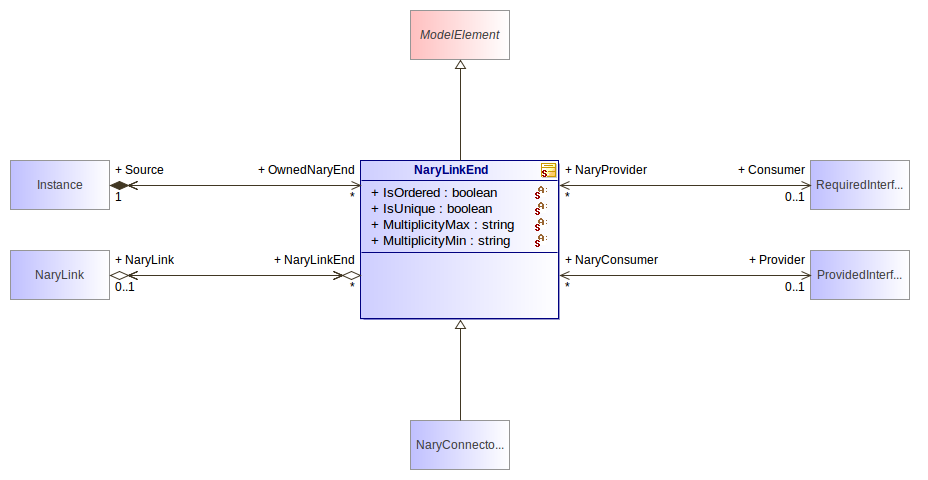 ModelElement
+ Source
+ OwnedNaryEnd
Instance
1
*
NaryLinkEnd
+ IsOrdered : boolean
+ IsUnique : boolean
+ MultiplicityMax : string
+ MultiplicityMin : string
+ NaryProvider
+ Consumer
*
0..1
RequiredInterf...
+ NaryLink
+ NaryLinkEnd
NaryLink
0..1
*
+ NaryConsumer
+ Provider
*
0..1
ProvidedInterf...
NaryConnecto...